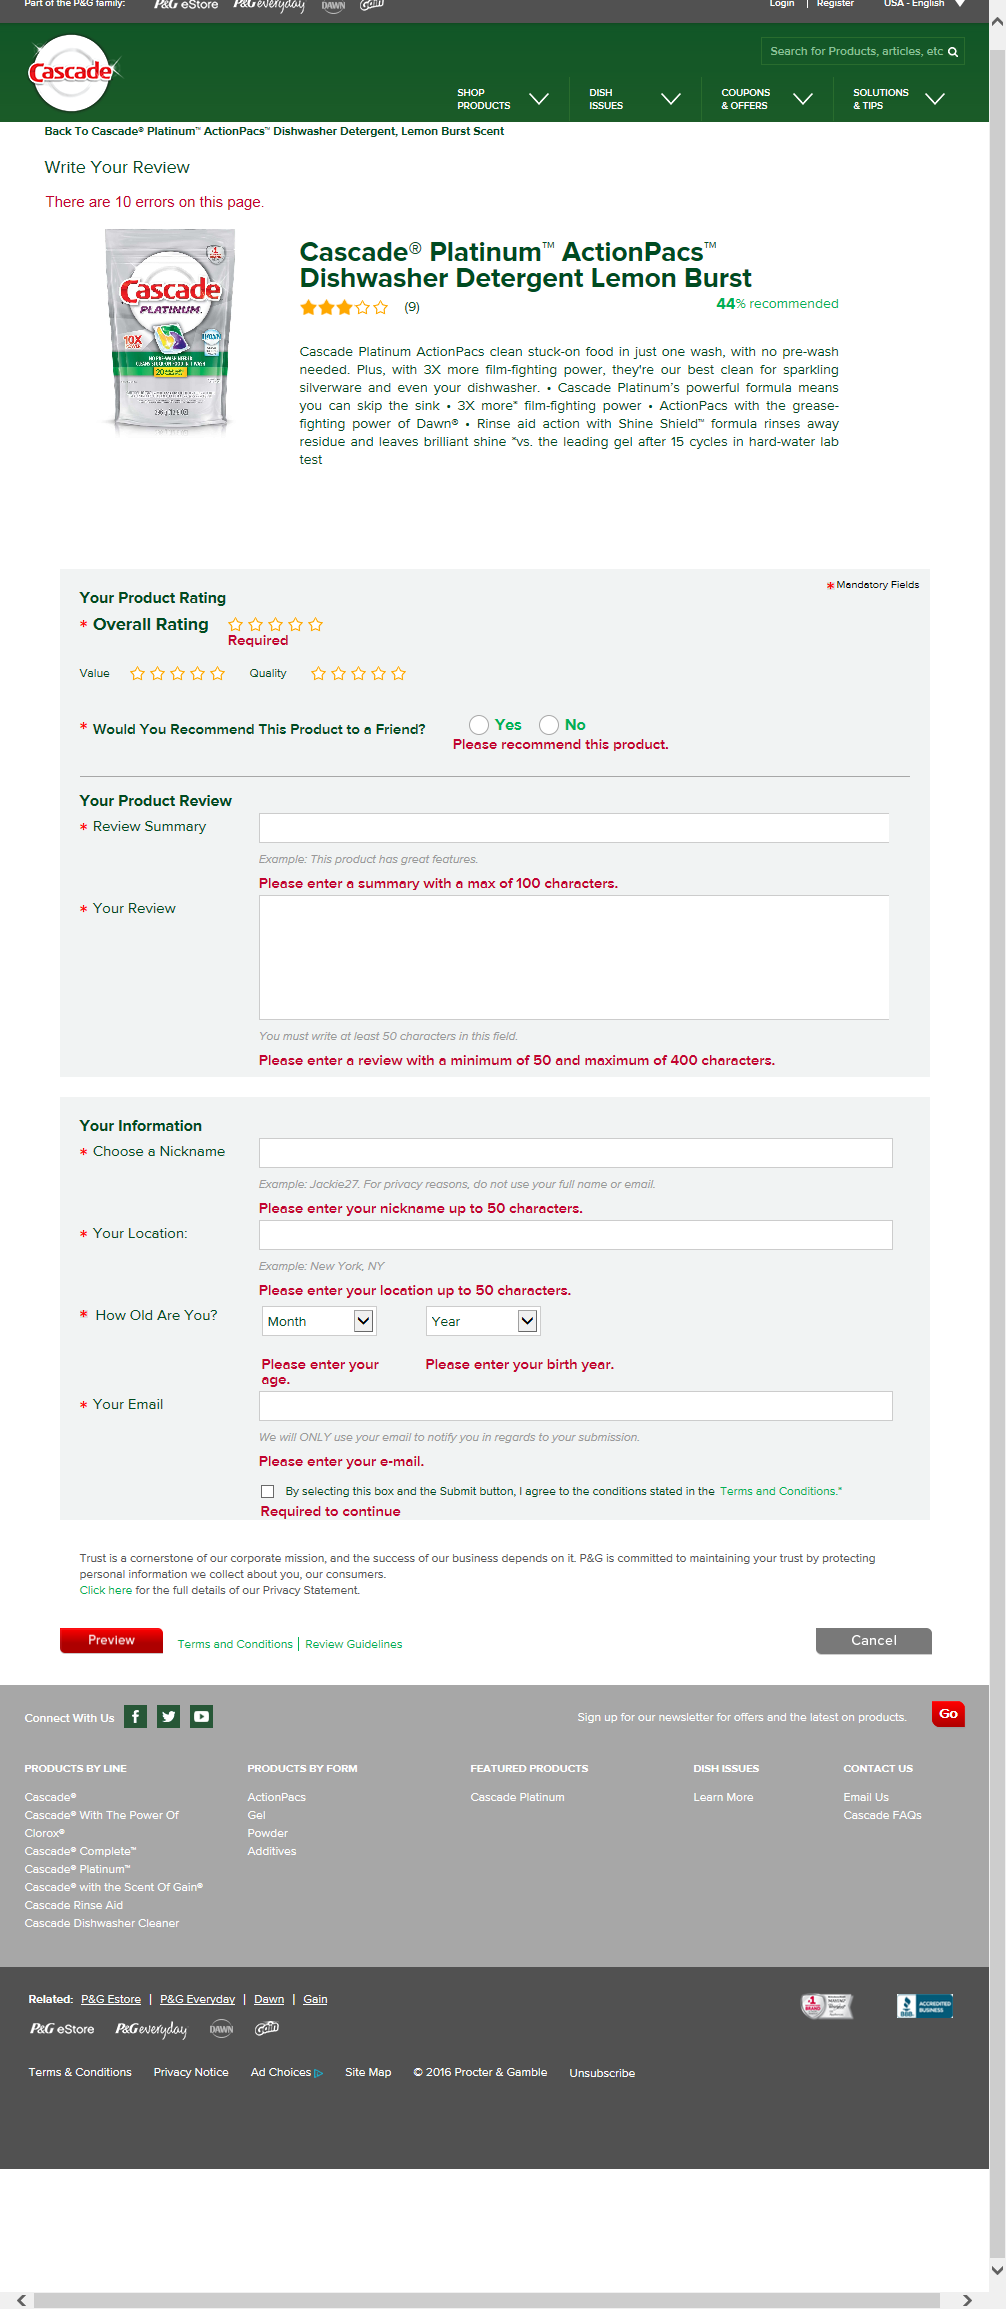 Part of the P&G family: P&G eStore P&G everyday DAWN Gain Login | Register USA - English
Cascade
Search for Products, articles, etc
SHOP PRODUCTS
DISH ISSUES
COUPONS & OFFERS
SOLUTIONS & TIPS
Back To Cascade® Platinum™ ActionPacs™ Dishwasher Detergent, Lemon Burst Scent
Write Your Review
There are 10 errors on this page.
Cascade
PLATINUM.
10X
Cascade® Platinum™ ActionPacs™
Dishwasher Detergent Lemon Burst
(9)
44% recommended
Cascade Platinum ActionPacs clean stuck-on food in just one wash, with no pre-wash
needed. Plus, with 3X more film-fighting power, they're our best clean for sparkling
silverware and even your dishwasher. • Cascade Platinum's powerful formula means
you can skip the sink • 3X more* film-fighting power • ActionPacs with the grease-
fighting power of Dawn® • Rinse aid action with Shine Shield™ formula rinses away
residue and leaves brilliant shine *vs. the leading gel after 15 cycles in hard-water lab
test
* Mandatory Fields
Your Product Rating
* Overall Rating
Required
Value Quality
* Would You Recommend This Product to a Friend? Yes No
Please recommend this product.
Your Product Review
* Review Summary
Example: This product has great features.
Please enter a summary with a max of 100 characters.
* Your Review
You must write at least 50 characters in this field.
Please enter a review with a minimum of 50 and maximum of 400 characters.
Your Information
* Choose a Nickname
Example: Jackie27. For privacy reasons, do not use your full name or email.
Please enter your nickname up to 50 characters.
* Your Location:
Example: New York, NY
Please enter your location up to 50 characters.
* How Old Are You? Month Year
Please enter your age. Please enter your birth year.
* Your Email
We will ONLY use your email to notify you in regards to your submission.
Please enter your e-mail.
By selecting this box and the Submit button, I agree to the conditions stated in the Terms and Conditions.*
Required to continue
Trust is a cornerstone of our corporate mission, and the success of our business depends on it. P&G is committed to maintaining your trust by protecting
personal information we collect about you, our consumers.
Click here for the full details of our Privacy Statement.
Preview Terms and Conditions | Review Guidelines Cancel
Connect With Us
Sign up for our newsletter for offers and the latest on products. Go
PRODUCTS BY LINE
Cascade®
Cascade® With The Power Of
Clorox®
Cascade® Complete™
Cascade® Platinum™
Cascade® with the Scent Of Gain®
Cascade Rinse Aid
Cascade Dishwasher Cleaner
PRODUCTS BY FORM
ActionPacs
Gel
Powder
Additives
FEATURED PRODUCTS
Cascade Platinum
DISH ISSUES
Learn More
CONTACT US
Email Us
Cascade FAQs
Related: P&G Estore | P&G Everyday | Dawn | Gain
P&G eStore P&G everyday DAWN Gain
#1 BRAND
BBB. ACCREDITED BUSINESS
Terms & Conditions Privacy Notice Ad Choices Site Map © 2016 Procter & Gamble Unsubscribe